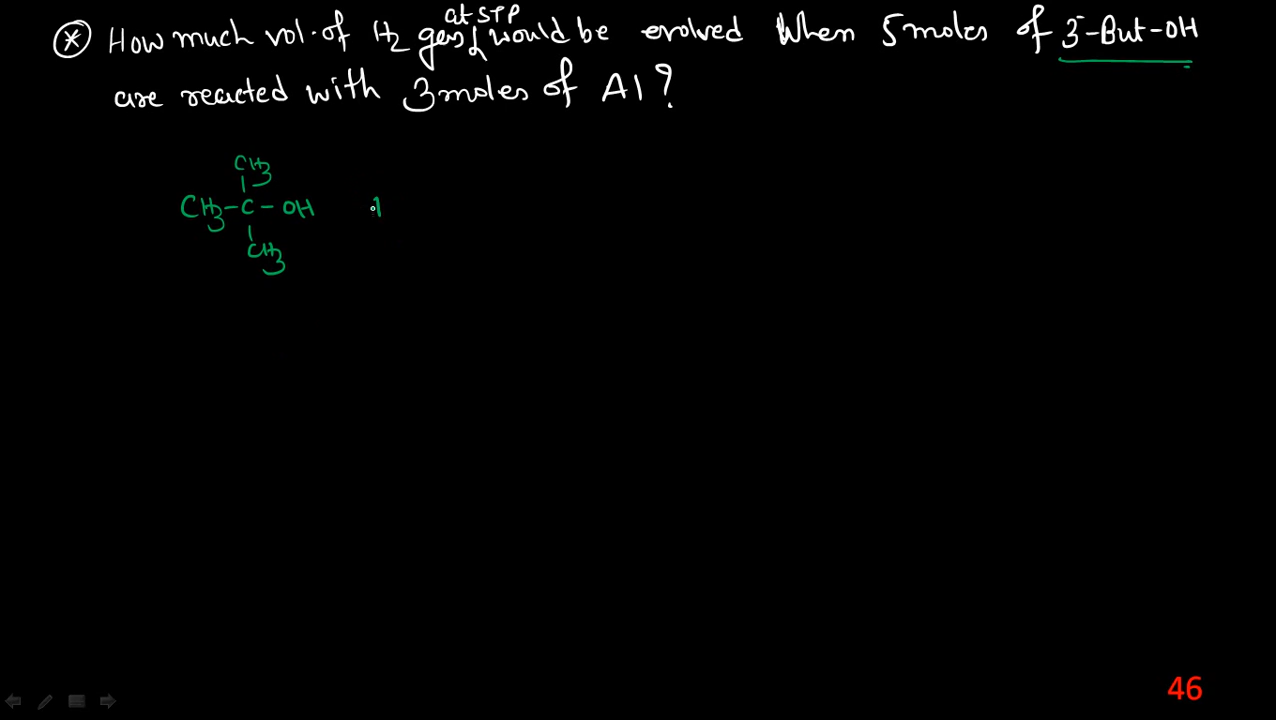 * How much vol. of H2 gas at STP would be evolved When 5 moles of 3°-But-OH
are reacted with 3 moles of Al?
CH3
CH3-C-OH
CH3
46